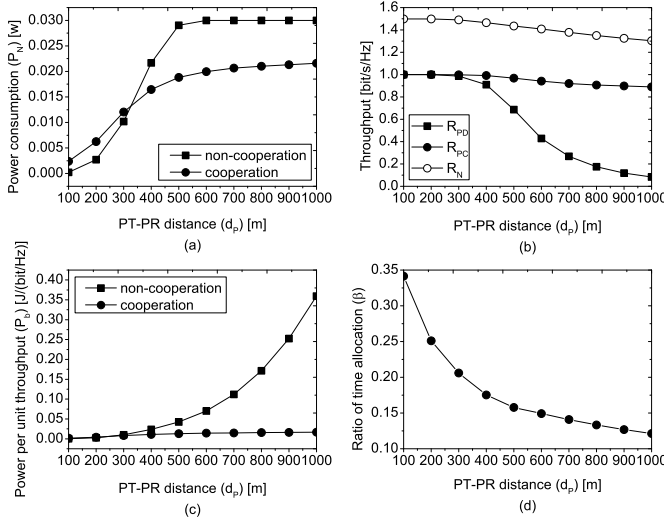 Power consumption (P_N) [w]
0.030
0.025
0.020
0.015
0.010
0.005
0.000
non-cooperation
cooperation
100 200 300 400 500 600 700 800 900 1000
PT-PR distance (d_P) [m]
(a)
Throughput [bit/s/Hz]
1.6
1.4
1.2
1.0
0.8
0.6
0.4
0.2
0.0
R_PD
R_PC
R_N
100 200 300 400 500 600 700 800 900 1000
PT-PR distance (d_P) [m]
(b)
Power per unit throughput (P_b) [J/(bit/Hz)]
0.40
0.35
0.30
0.25
0.20
0.15
0.10
0.05
0.00
non-cooperation
cooperation
100 200 300 400 500 600 700 800 900 1000
PT-PR distance (d_P) [m]
(c)
Ratio of time allocation (β)
0.35
0.30
0.25
0.20
0.15
0.10
100 200 300 400 500 600 700 800 900 1000
PT-PR distance (d_P) [m]
(d)